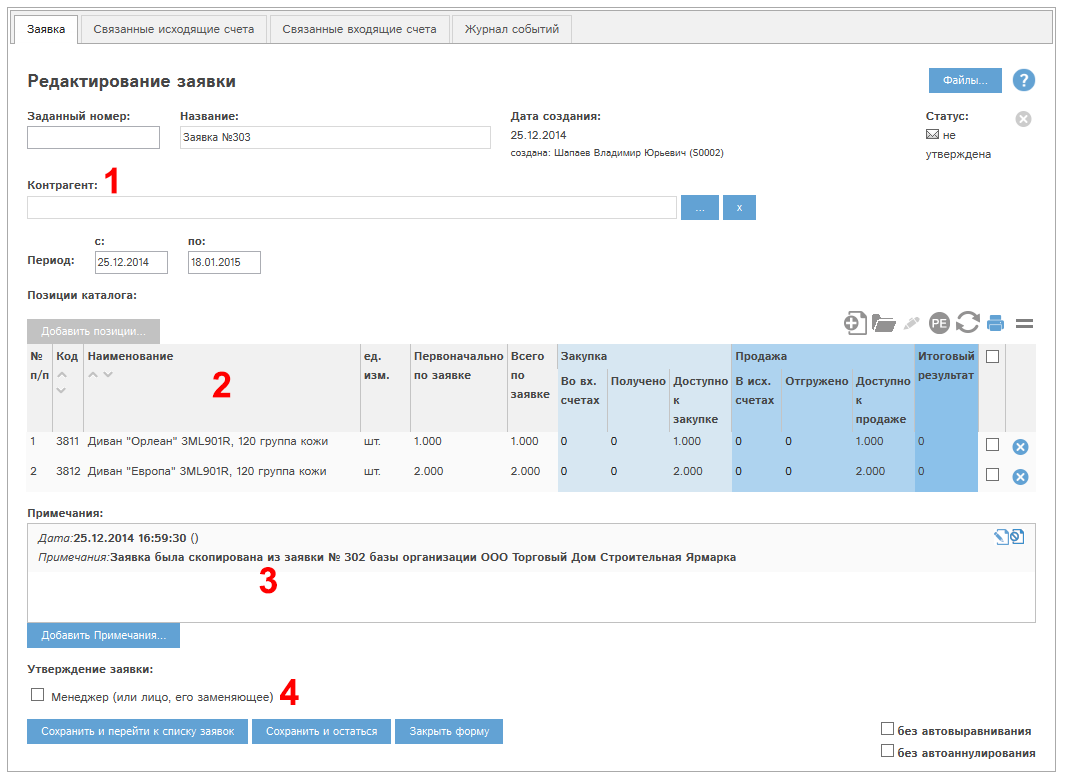 Заявка Связанные исходящие счета Связанные входящие счета Журнал событий
Редактирование заявки Файлы... ?
Заданный номер: Название: Дата создания: Статус:
Заявка №303 25.12.2014 не
создана: Шапаев Владимир Юрьевич (S0002) утверждена
Контрагент: 1
... x
с: по:
Период: 25.12.2014 18.01.2015
Позиции каталога:
Добавить позиции... PE
№ Код Наименование ед. Первоначально Всего Закупка Продажа Итоговый
п/п изм. по заявке по результат
заявке
Во вх. Получено Доступно В исх. Отгружено Доступно
счетах к счетах к
закупке продаже
2
1 3811 Диван "Орлеан" 3ML901R, 120 группа кожи шт. 1.000 1.000 0 0 1.000 0 0 1.000 0
2 3812 Диван "Европа" 3ML901R, 120 группа кожи шт. 2.000 2.000 0 0 2.000 0 0 2.000 0
Примечания:
Дата:25.12.2014 16:59:30 ()
Примечания:Заявка была скопирована из заявки № 302 базы организации ООО Торговый Дом Строительная Ярмарка
3
Добавить Примечания...
Утверждение заявки:
Менеджер (или лицо, его заменяющее) 4
Сохранить и перейти к списку заявок Сохранить и остаться Закрыть форму без автовыравнивания
без автоаннулирования